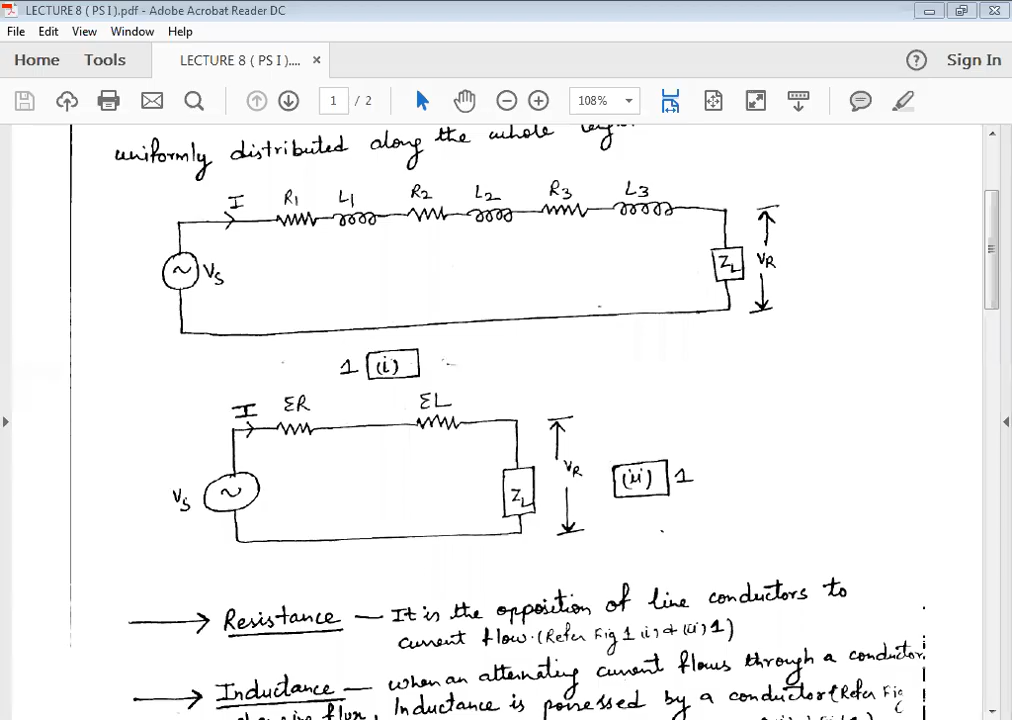 LECTURE 8 ( PS I ).pdf - Adobe Acrobat Reader DC
File Edit View Window Help
Home Tools LECTURE 8 ( PS I ).... × ? Sign In
1 / 2 108%
uniformly distributed along the whole
I R1 L1 R2 L2 R3 L3
~ VS ZL VR
1 (i)
I ΣR ΣL
VS ~ ZL VR (ii) 1
→ Resistance — It is the opposition of line conductors to
current flow. (Refer Fig 1 (i) & (ii) 1)
→ Inductance — when an alternating current flows through a conductor
flux, Inductance is possessed by a conductor (Refer Fig